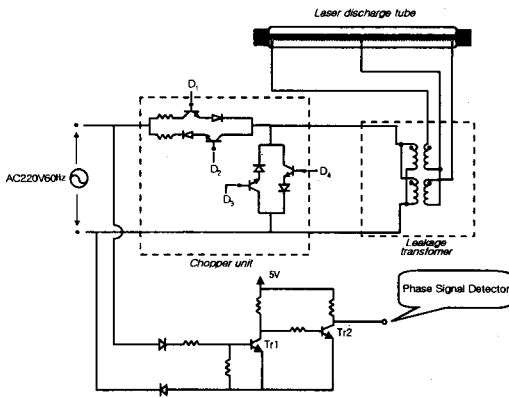 Laser discharge tube
D1
D2
D3
D4
AC220V60Hz
Chopper unit
Leakage
transfomer
5V
Phase Signal Detector
Tr1
Tr2